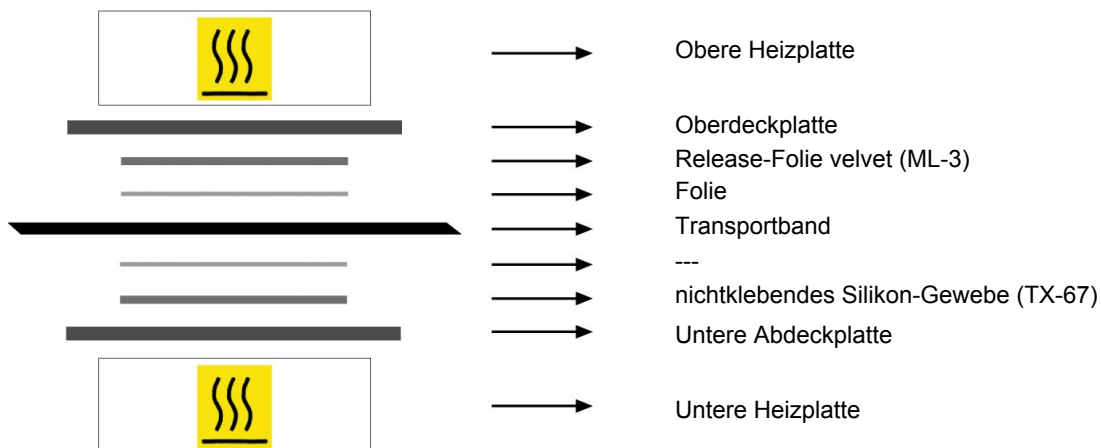 Obere Heizplatte
Oberdeckplatte
Release-Folie velvet (ML-3)
Folie
Transportband
---
nichtklebendes Silikon-Gewebe (TX-67)
Untere Abdeckplatte
Untere Heizplatte